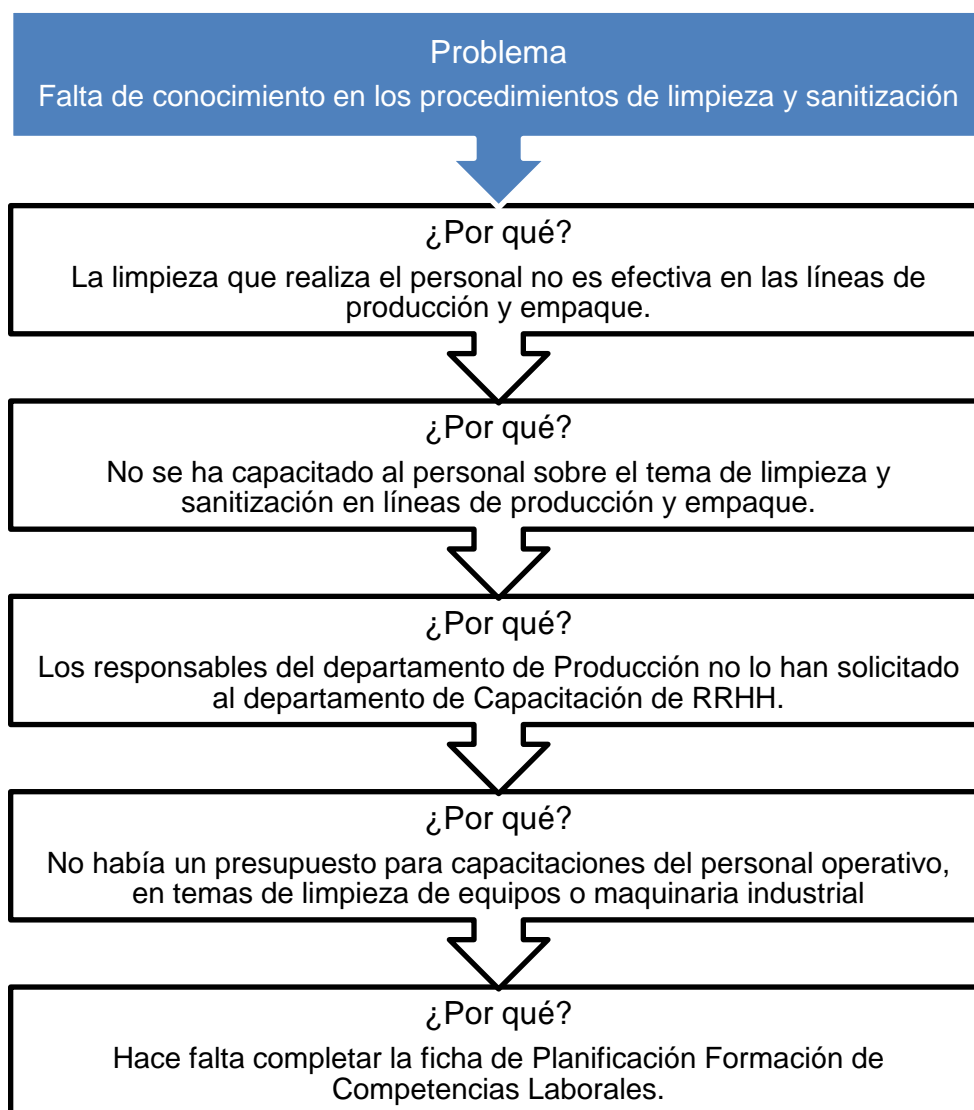 Problema
Falta de conocimiento en los procedimientos de limpieza y sanitización
¿Por qué?
La limpieza que realiza el personal no es efectiva en las líneas de
producción y empaque.
¿Por qué?
No se ha capacitado al personal sobre el tema de limpieza y
sanitización en líneas de producción y empaque.
¿Por qué?
Los responsables del departamento de Producción no lo han solicitado
al departamento de Capacitación de RRHH.
¿Por qué?
No había un presupuesto para capacitaciones del personal operativo,
en temas de limpieza de equipos o maquinaria industrial
¿Por qué?
Hace falta completar la ficha de Planificación Formación de
Competencias Laborales.